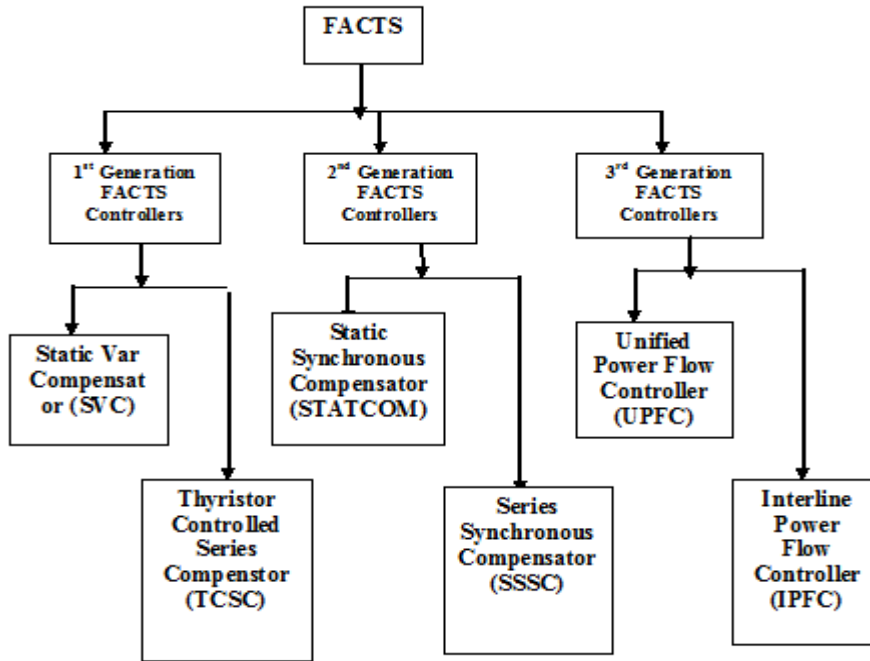 FACTS
1st Generation
FACTS
Controllers
2nd Generation
FACTS
Controllers
3rd Generation
FACTS
Controllers
Static Var
Compensat
or (SVC)
Static
Synchronous
Compensator
(STATCOM)
Unified
Power Flow
Controller
(UPFC)
Thyristor
Controlled
Series
Compenstor
(TCSC)
Series
Synchronous
Compensator
(SSSC)
Interline
Power
Flow
Controller
(IPFC)